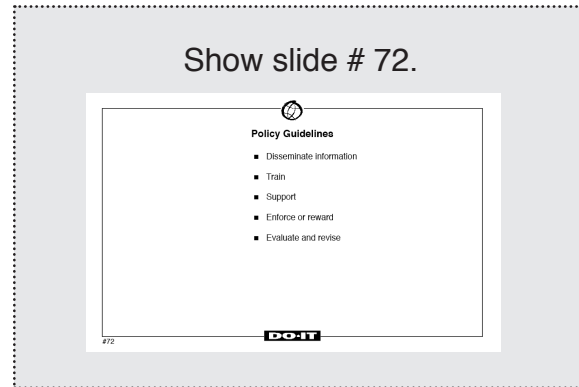 Show slide # 72.
Policy Guidelines
■ Disseminate information
■ Train
■ Support
■ Enforce or reward
■ Evaluate and revise
DO-IT
#72